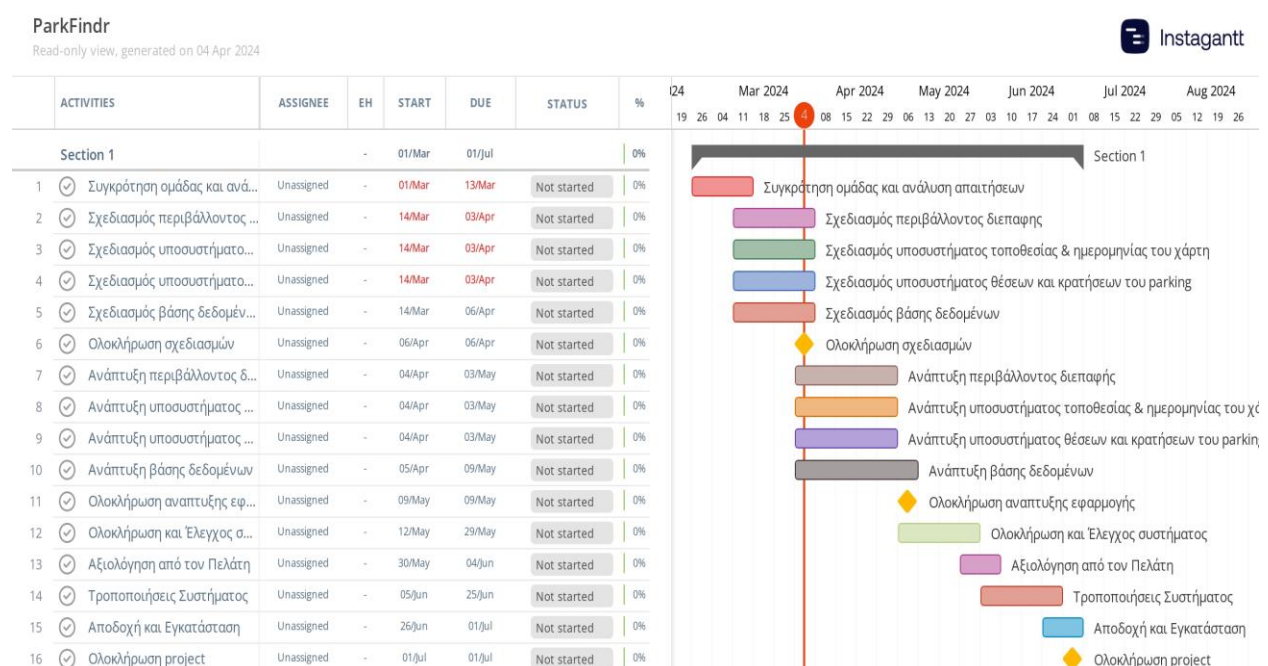 ParkFindr
Read-only view, generated on 04 Apr 2024
Instagantt
ACTIVITIES ASSIGNEE EH START DUE STATUS %
24 Mar 2024 Apr 2024 May 2024 Jun 2024 Jul 2024 Aug 2024
19 26 04 11 18 25 4 08 15 22 29 06 13 20 27 03 10 17 24 01 08 15 22 29 05 12 19 26
Section 1 - 01/Mar 01/Jul 0% Section 1
1 Συγκρότηση ομάδας και ανά... Unassigned - 01/Mar 13/Mar Not started 0% Συγκρότηση ομάδας και ανάλυση απαιτήσεων
2 Σχεδιασμός περιβάλλοντος ... Unassigned - 14/Mar 03/Apr Not started 0% Σχεδιασμός περιβάλλοντος διεπαφης
3 Σχεδιασμός υποσυστήματο... Unassigned - 14/Mar 03/Apr Not started 0% Σχεδιασμός υποσυστήματος τοποθεσίας & ημερομηνίας του χάρτη
4 Σχεδιασμός υποσυστήματο... Unassigned - 14/Mar 03/Apr Not started 0% Σχεδιασμός υποσυστήματος θέσεων και κρατήσεων του parking
5 Σχεδιασμός βάσης δεδομέν... Unassigned - 14/Mar 06/Apr Not started 0% Σχεδιασμός βάσης δεδομένων
6 Ολοκλήρωση σχεδιασμών Unassigned - 06/Apr 06/Apr Not started 0% Ολοκλήρωση σχεδιασμών
7 Ανάπτυξη περιβάλλοντος δ... Unassigned - 04/Apr 03/May Not started 0% Ανάπτυξη περιβάλλοντος διεπαφής
8 Ανάπτυξη υποσυστήματος ... Unassigned - 04/Apr 03/May Not started 0% Ανάπτυξη υποσυστήματος τοποθεσίας & ημερομηνίας του χά
9 Ανάπτυξη υποσυστήματος ... Unassigned - 04/Apr 03/May Not started 0% Ανάπτυξη υποσυστήματος θέσεων και κρατήσεων του parkin
10 Ανάπτυξη βάσης δεδομένων Unassigned - 05/Apr 09/May Not started 0% Ανάπτυξη βάσης δεδομένων
11 Ολοκλήρωση αναπτυξης εφ... Unassigned - 09/May 09/May Not started 0% Ολοκλήρωση αναπτυξης εφαρμογής
12 Ολοκλήρωση και Έλεγχος σ... Unassigned - 12/May 29/May Not started 0% Ολοκλήρωση και Έλεγχος συστήματος
13 Αξιολόγηση από τον Πελάτη Unassigned - 30/May 04/Jun Not started 0% Αξιολόγηση από τον Πελάτη
14 Τροποποιήσεις Συστήματος Unassigned - 05/Jun 25/Jun Not started 0% Τροποποιήσεις Συστήματος
15 Αποδοχή και Εγκατάσταση Unassigned - 26/Jun 01/Jul Not started 0% Αποδοχή και Εγκατάσταση
16 Ολοκλήρωση project Unassigned - 01/Jul 01/Jul Not started 0% Ολοκλήρωση project